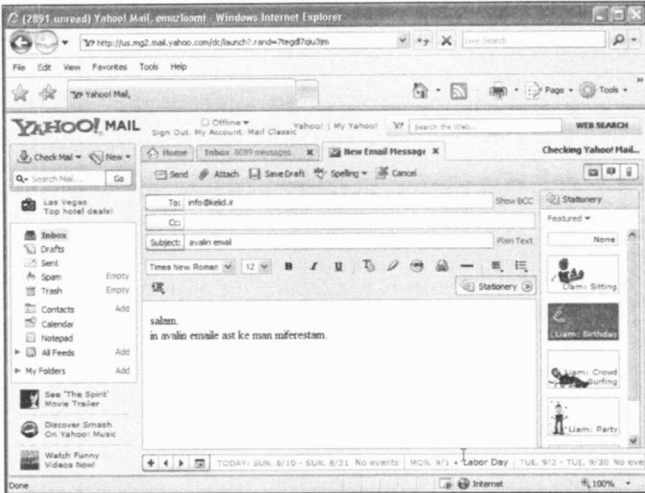 (2891 unread) Yahoo! Mail, emazloomi - Windows Internet Explorer
http://us.mg2.mail.yahoo.com/dc/launch?.rand=7tegdl7qlu3jm
Live Search
File Edit View Favorites Tools Help
Yahoo! Mail,
Page Tools
YAHOO! MAIL
Offline
Sign Out, My Account, Mail Classic
Yahoo! | My Yahoo!
Search the Web...
WEB SEARCH
Check Mail New
Home
Inbox 8099 messages
New Email Message
Checking Yahoo! Mail...
Search Mail...
Go
Send Attach Save Draft Spelling Cancel
Las Vegas
Top hotel deals!
To: info@kelid.ir
Show BCC
Stationery
Cc:
Featured
Subject: avalin email
Plain Text
None
Inbox
Drafts
Sent
Spam Empty
Trash Empty
Contacts Add
Calendar
Notepad
All Feeds Add
My Folders Add
Times New Roman 12 B I U
Stationery
Liam: Sitting
salam.
in avalin emaile ast ke man miferestam.
Liam: Birthday
Liam: Crowd
Surfing
Liam: Party
See 'The Spirit'
Movie Trailer
Discover Smash
On Yahoo! Music
Watch Funny
Videos Now!
TODAY: SUN, 8/10 - SUN, 8/31 No events | MON, 9/1 • Labor Day | TUE, 9/2 - TUE, 9/30 No eve
Done
Internet
100%